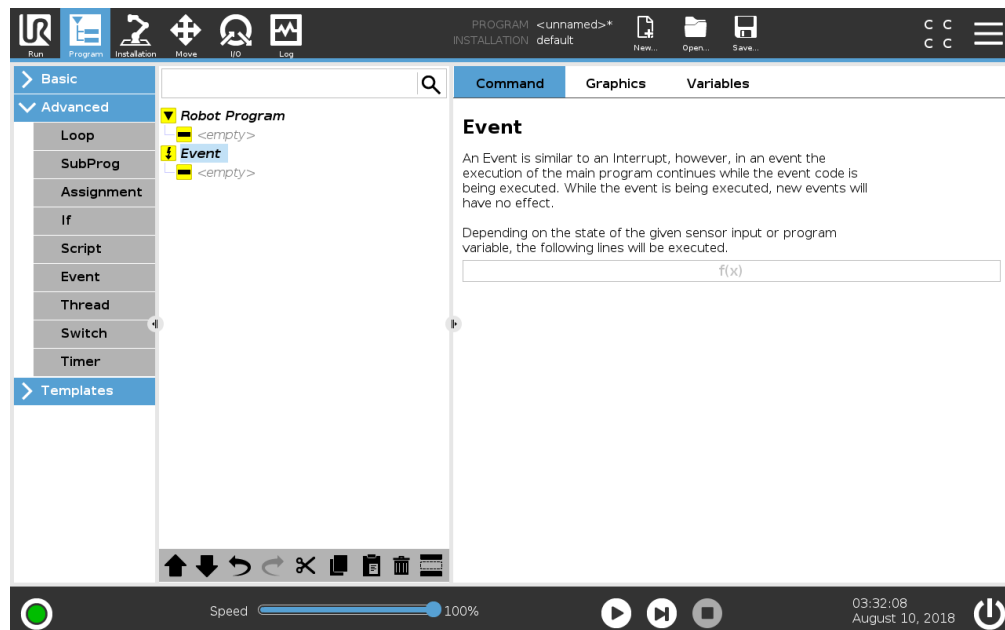 UR
Run
Program
Installation
Move
I/O
Log
PROGRAM <unnamed>*
INSTALLATION default
New...
Open...
Save...
C C
C C
Basic
Advanced
Loop
SubProg
Assignment
If
Script
Event
Thread
Switch
Timer
Templates
Robot Program
<empty>
Event
<empty>
Command Graphics Variables
Event
An Event is similar to an Interrupt, however, in an event the
execution of the main program continues while the event code is
being executed. While the event is being executed, new events will
have no effect.
Depending on the state of the given sensor input or program
variable, the following lines will be executed.
f(x)
Speed 100%
03:32:08
August 10, 2018